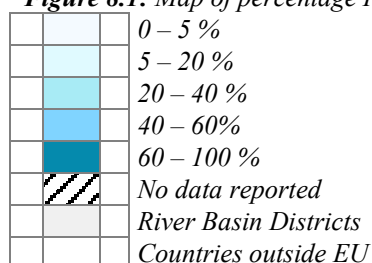 Figure 6.1: Map of percentage
0 – 5 %
5 – 20 %
20 – 40 %
40 – 60%
60 – 100 %
No data reported
River Basin Districts
Countries outside EU